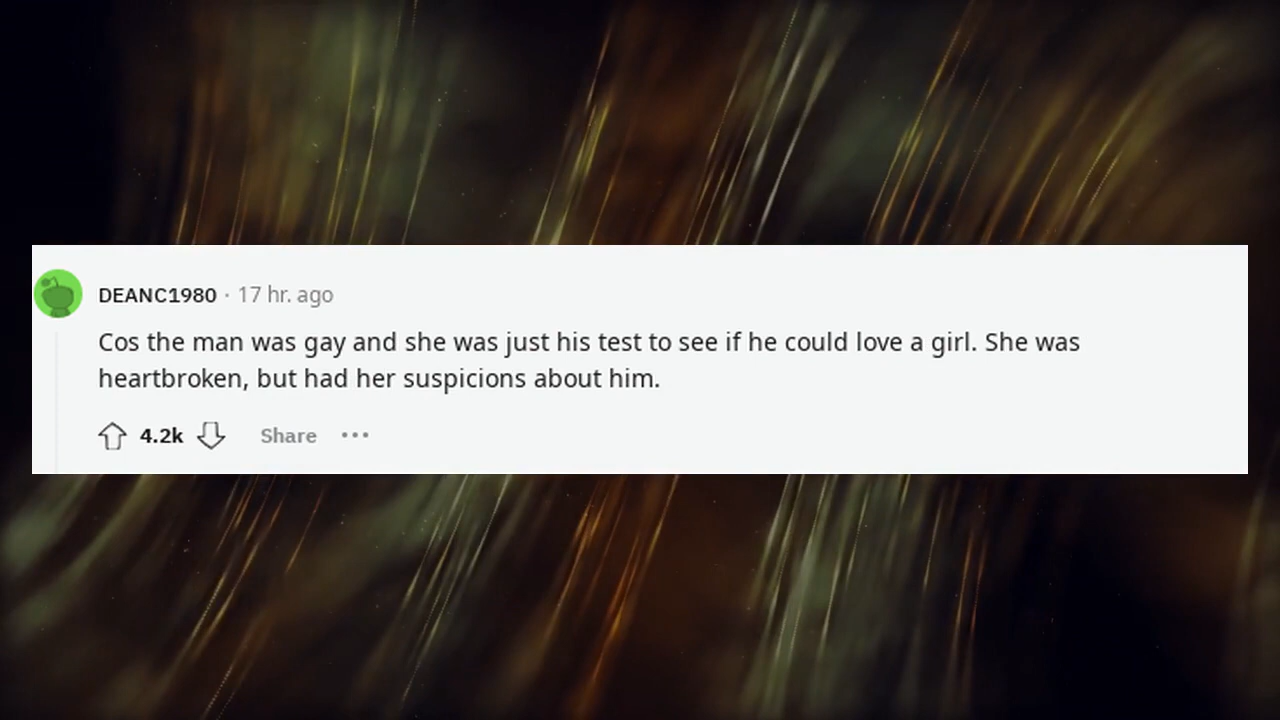 DEANC1980 · 17 hr. ago
Cos the man was gay and she was just his test to see if he could love a girl. She was
heartbroken, but had her suspicions about him.
4.2k Share •••